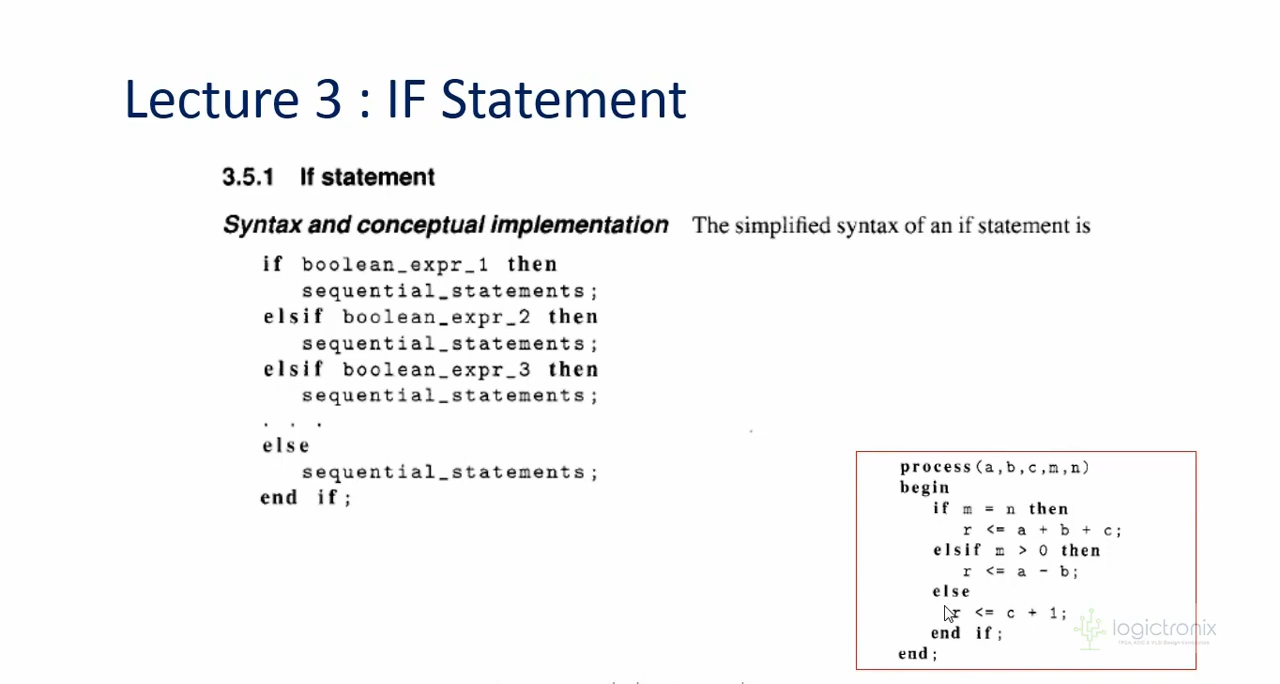 Lecture 3 : IF Statement
3.5.1 If statement
Syntax and conceptual implementation The simplified syntax of an if statement is
if boolean_expr_1 then
sequential_statements;
elsif boolean_expr_2 then
sequential_statements;
elsif boolean_expr_3 then
sequential_statements;
. . .
else
sequential_statements;
end if;
process(a,b,c,m,n)
begin
if m = n then
r <= a + b + c;
elsif m > 0 then
r <= a - b;
else
r <= c + 1;
end if;
end;
logictronix